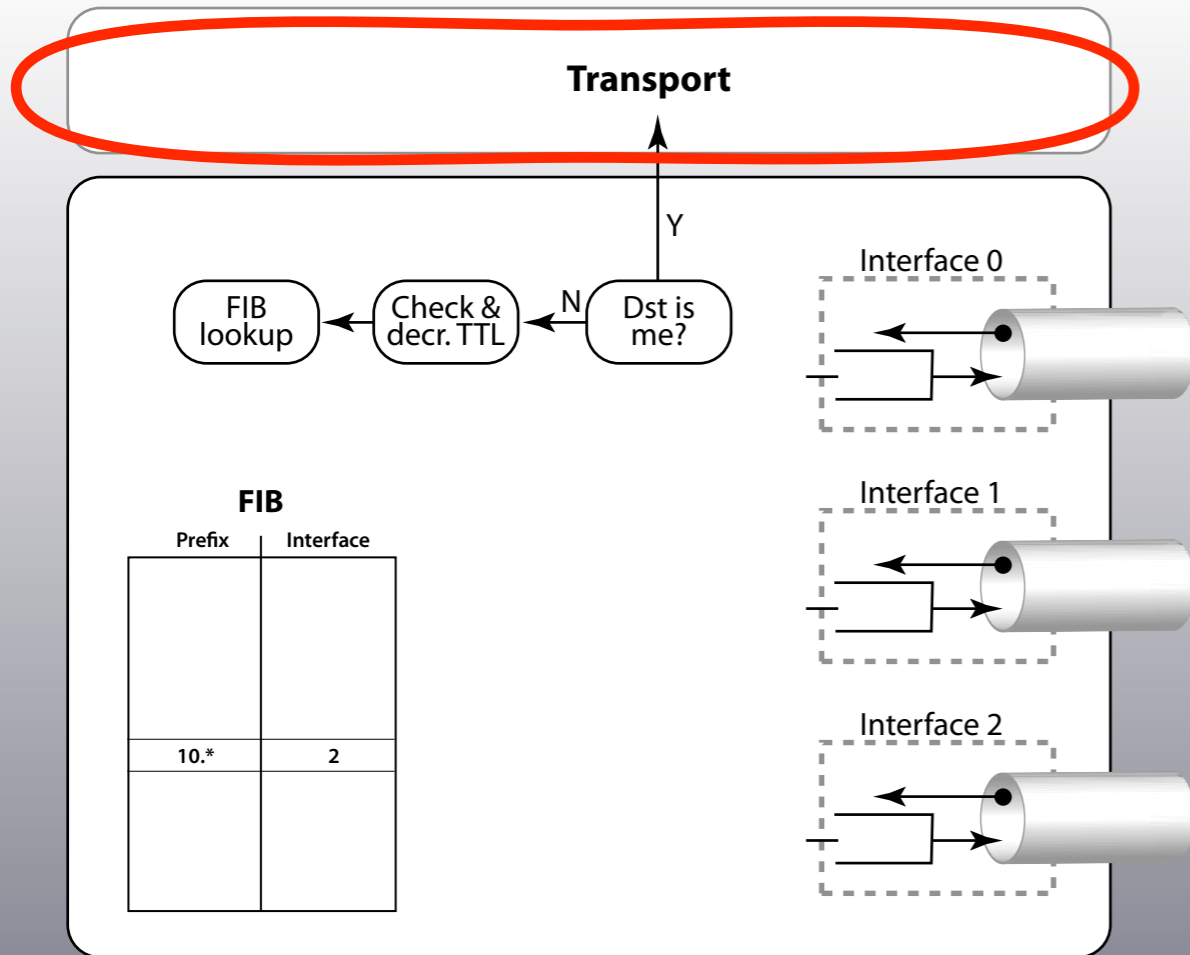 Transport
Y
Interface 0
FIB
lookup
Check &
decr. TTL
N
Dst is
me?
Interface 1
FIB
Prefix Interface
Interface 2
10.* 2